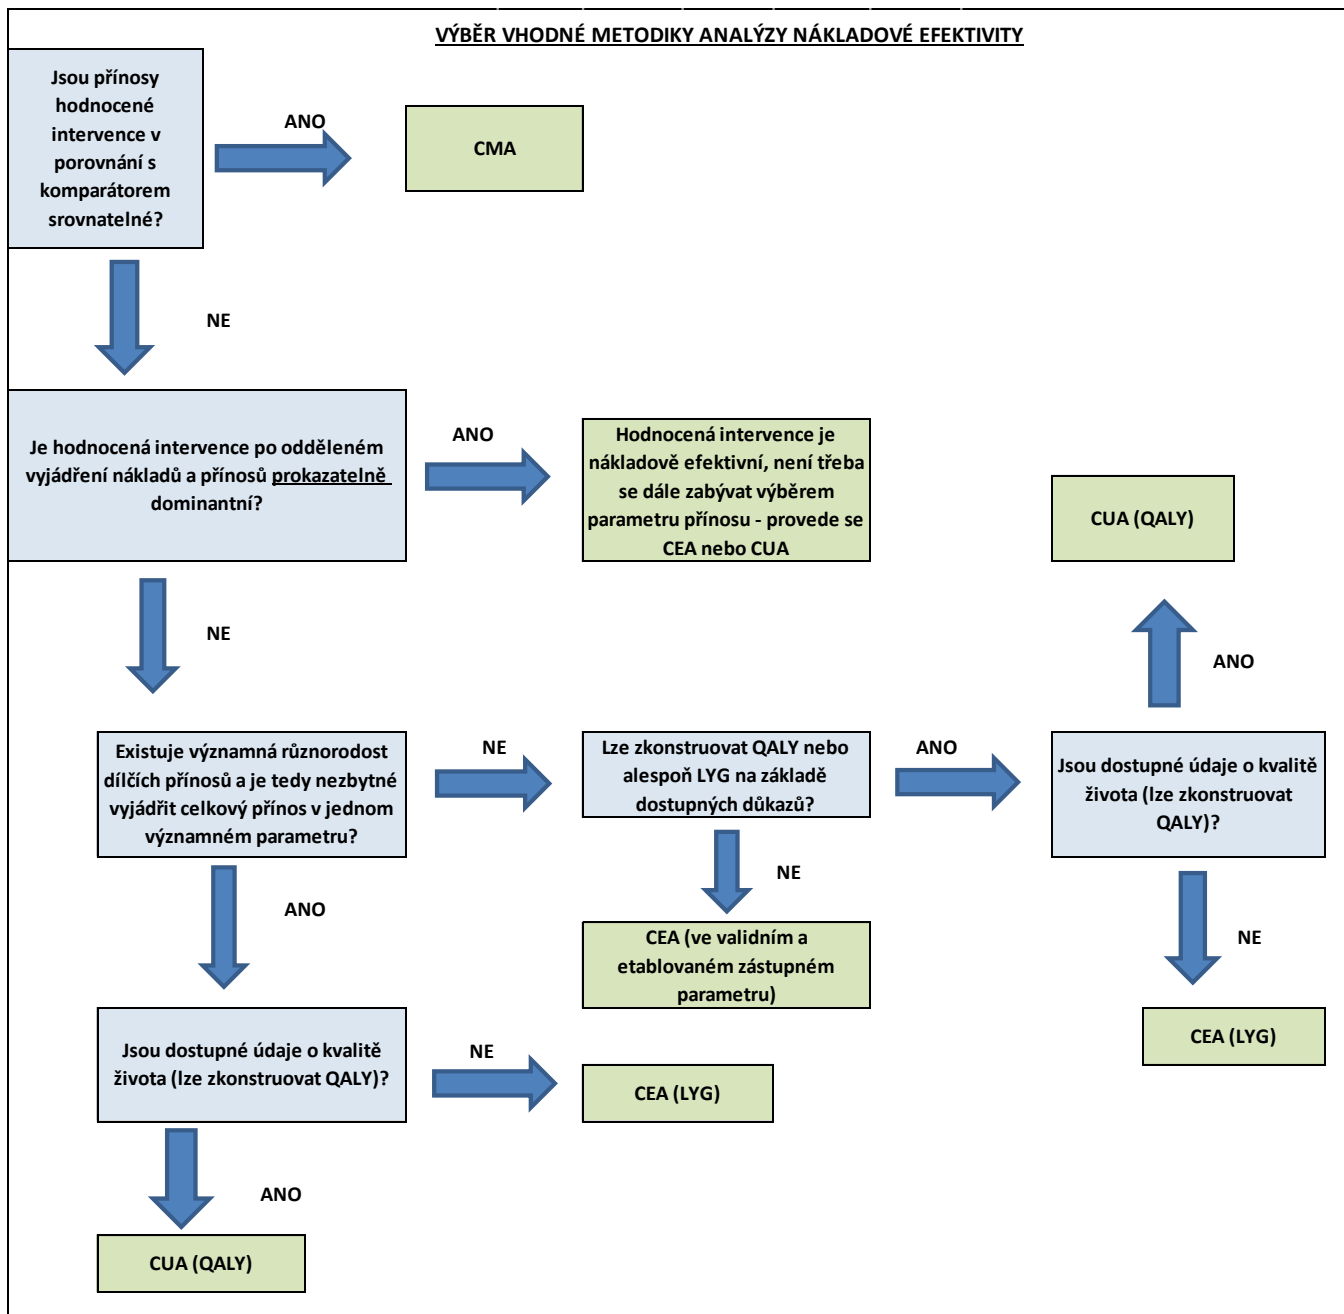 VÝBĚR VHODNÉ METODIKY ANALÝZY NÁKLADOVÉ EFEKTIVITY
Jsou přínosy
hodnocené
intervence v
porovnání s
komparátorem
srovnatelné?
ANO
CMA
NE
Je hodnocená intervence po odděleném
vyjádření nákladů a přínosů prokazatelně
dominantní?
ANO
Hodnocená intervence je
nákladově efektivní, není třeba
se dále zabývat výběrem
parametru přínosu - provede se
CEA nebo CUA
CUA (QALY)
NE
ANO
Existuje významná různorodost
dílčích přínosů a je tedy nezbytné
vyjádřit celkový přínos v jednom
významném parametru?
NE
Lze zkonstruovat QALY nebo
alespoň LYG na základě
dostupných důkazů?
ANO
Jsou dostupné údaje o kvalitě
života (lze zkonstruovat
QALY)?
ANO
NE
NE
CEA (ve validním a
etablovaném zástupném
parametru)
CEA (LYG)
Jsou dostupné údaje o kvalitě
života (lze zkonstruovat QALY)?
NE
CEA (LYG)
ANO
CUA (QALY)